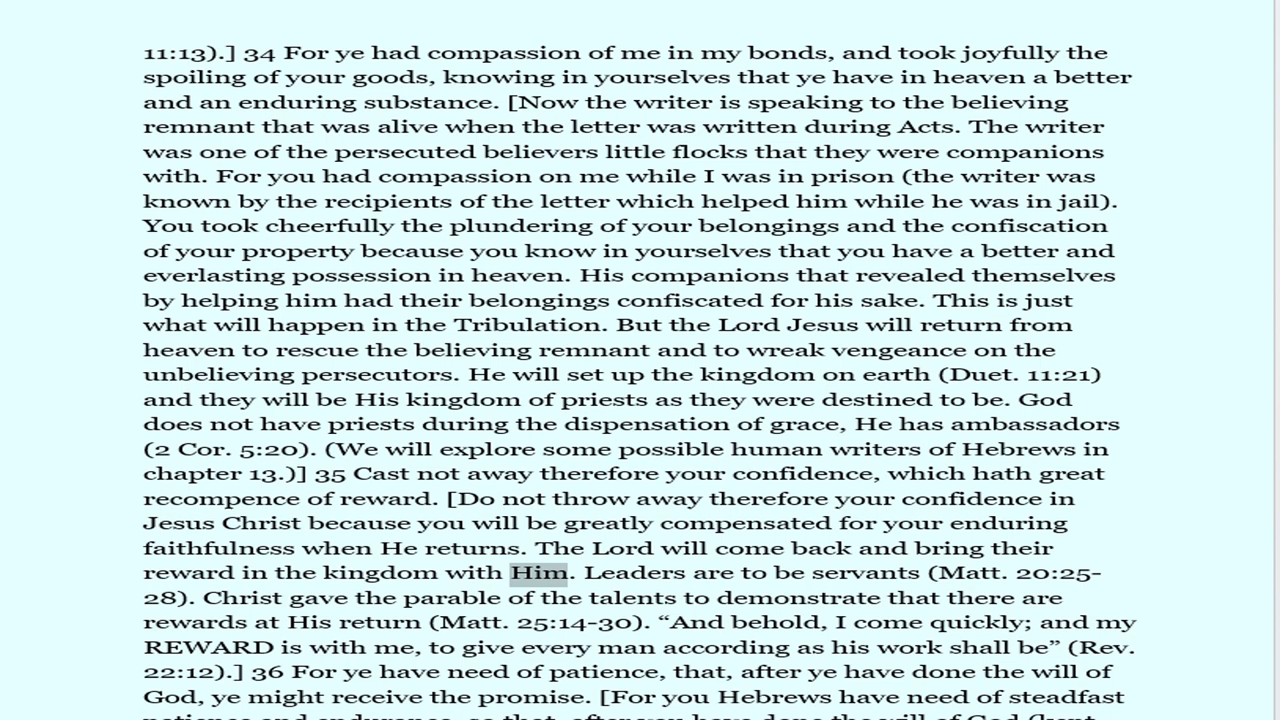 11:13).] 34 For ye had compassion of me in my bonds, and took joyfully the
spoiling of your goods, knowing in yourselves that ye have in heaven a better
and an enduring substance. [Now the writer is speaking to the believing
remnant that was alive when the letter was written during Acts. The writer
was one of the persecuted believers little flocks that they were companions
with. For you had compassion on me while I was in prison (the writer was
known by the recipients of the letter which helped him while he was in jail).
You took cheerfully the plundering of your belongings and the confiscation
of your property because you know in yourselves that you have a better and
everlasting possession in heaven. His companions that revealed themselves
by helping him had their belongings confiscated for his sake. This is just
what will happen in the Tribulation. But the Lord Jesus will return from
heaven to rescue the believing remnant and to wreak vengeance on the
unbelieving persecutors. He will set up the kingdom on earth (Duet. 11:21)
and they will be His kingdom of priests as they were destined to be. God
does not have priests during the dispensation of grace, He has ambassadors
(2 Cor. 5:20). (We will explore some possible human writers of Hebrews in
chapter 13.)] 35 Cast not away therefore your confidence, which hath great
recompence of reward. [Do not throw away therefore your confidence in
Jesus Christ because you will be greatly compensated for your enduring
faithfulness when He returns. The Lord will come back and bring their
reward in the kingdom with Him. Leaders are to be servants (Matt. 20:25-
28). Christ gave the parable of the talents to demonstrate that there are
rewards at His return (Matt. 25:14-30). “And behold, I come quickly; and my
REWARD is with me, to give every man according as his work shall be” (Rev.
22:12).] 36 For ye have need of patience, that, after ye have done the will of
God, ye might receive the promise. [For you Hebrews have need of steadfast
patience and endurance, so that, after you have done the will of God